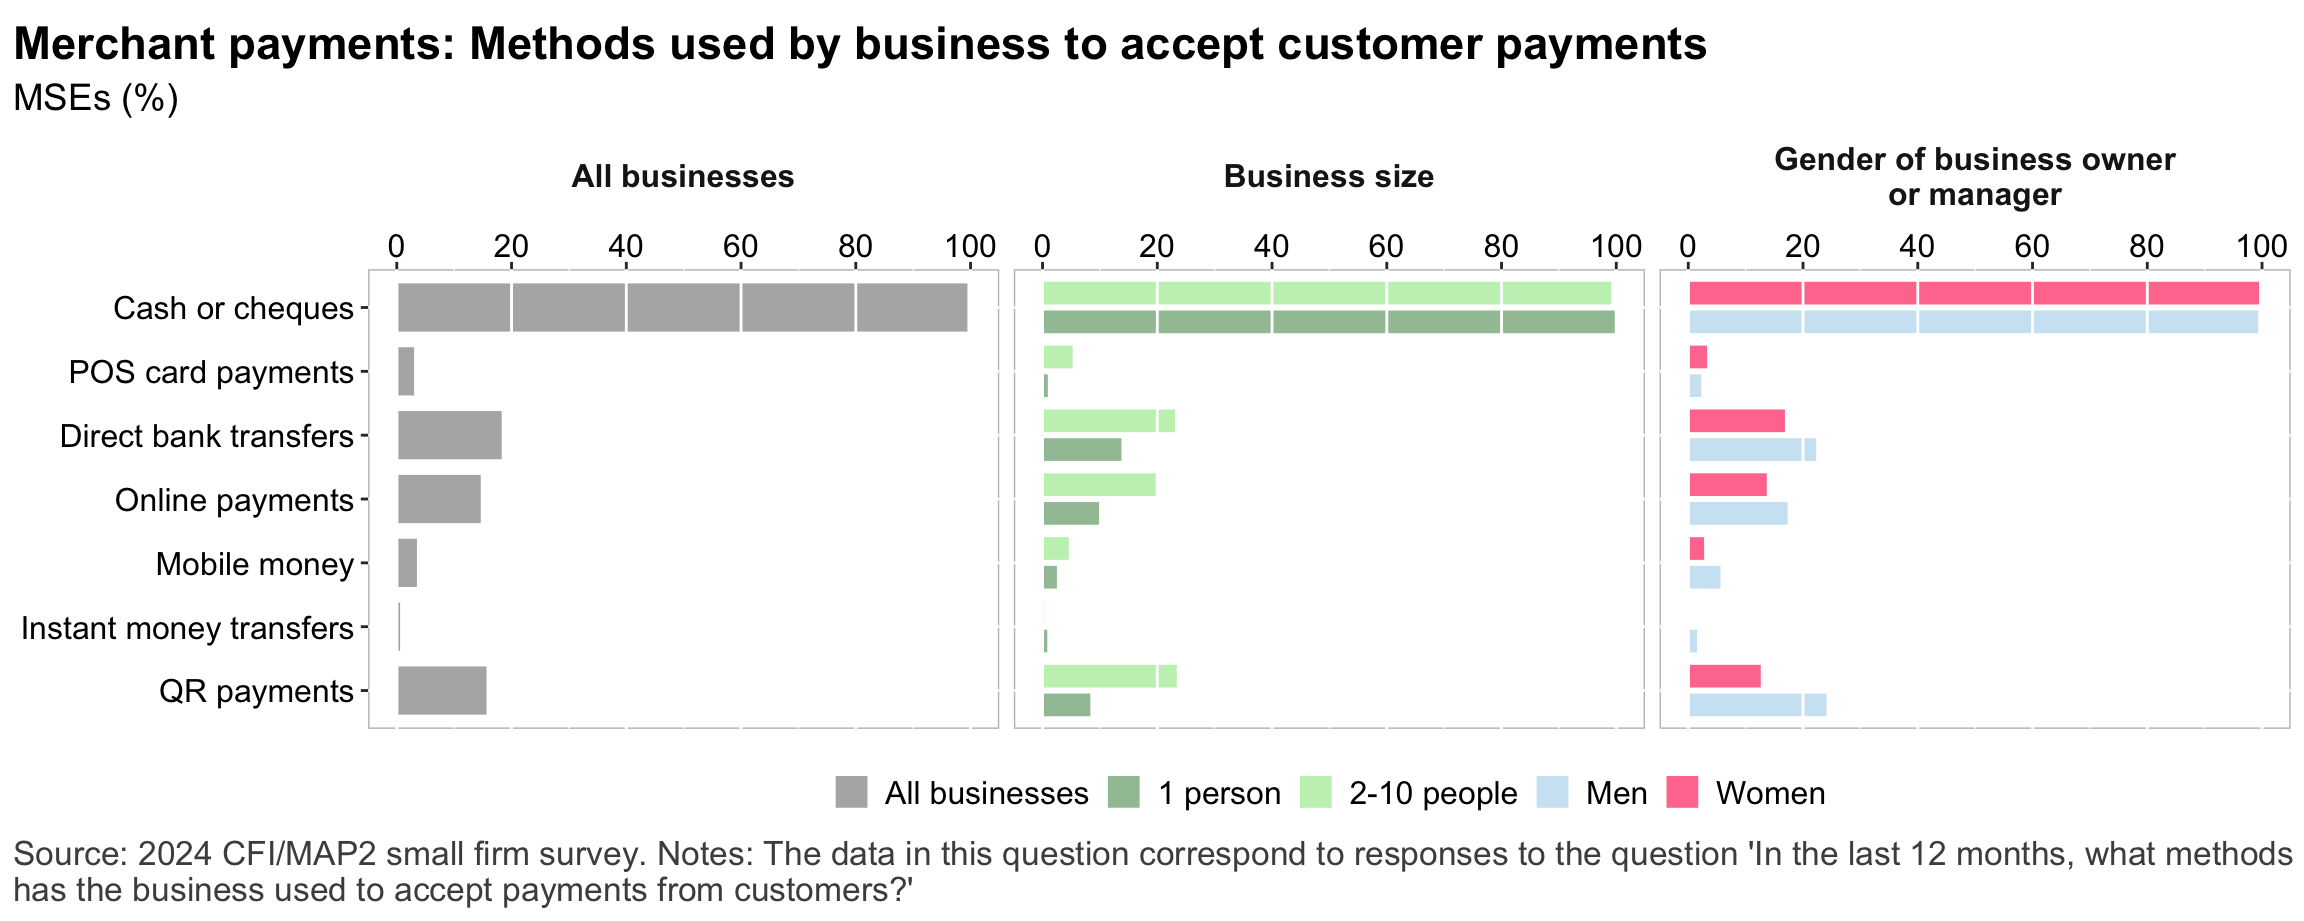 Merchant payments: Methods used by business to accept customer payments
MSEs (%)
All businesses
Business size
Gender of business owner
or manager
0 20 40 60 80 100
0 20 40 60 80 100
0 20 40 60 80 100
Cash or cheques
POS card payments
Direct bank transfers
Online payments
Mobile money
Instant money transfers
QR payments
All businesses 1 person 2-10 people Men Women
Source: 2024 CFI/MAP2 small firm survey. Notes: The data in this question correspond to responses to the question 'In the last 12 months, what methods
has the business used to accept payments from customers?'